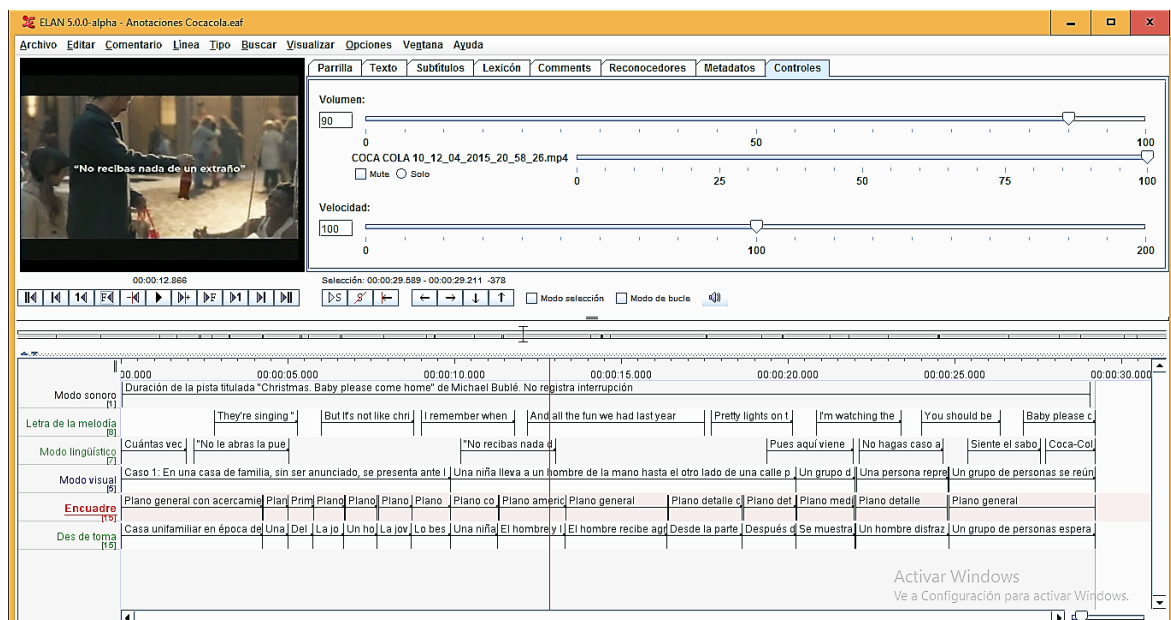 ELAN 5.0.0-alpha - Anotaciones Cocacola.eaf
Archivo Editar Comentario Línea Tipo Buscar Visualizar Opciones Ventana Ayuda
Parrilla Texto Subtítulos Lexicón Comments Reconocedores Metadatos Controles
Volumen:
90
0 50 100
COCA COLA 10_12_04_2015_20_58_26.mp4
Mute Solo
0 25 50 75 100
"No recibas nada de un extraño"
Velocidad:
100
0 100 200
00:00:12.866
Selección: 00:00:29.589 - 00:00:29.211 -378
Modo selección Modo de bucle
00.000 00:00:05.000 00:00:10.000 00:00:15.000 00:00:20.000 00:00:25.000 00:00:30.000
Modo sonoro [1] Duración de la pista titulada "Christmas. Baby please come home" de Michael Bublé. No registra interrupción
Letra de la melodía [8] They're singing " But It's not like chri I remember when And all the fun we had last year Pretty lights on t I'm watching the You should be Baby please c
Modo lingüístico [7] Cuántas vec "No le abras la pue "No recibas nada d Pues aquí viene No hagas caso a Siente el sabo Coca-Col
Modo visual [5] Caso 1: En una casa de familia, sin ser anunciado, se presenta ante l Una niña lleva a un hombre de la mano hasta el otro lado de una calle p Un grupo d Una persona repre Un grupo de personas se reún
Encuadre [15] Plano general con acercamie Plan Prim Plano Plano Plano Plano Plano co Plano americ Plano general Plano detalle c Plano det Plano medi Plano detalle Plano general
Des de toma [15] Casa unifamiliar en época de Una Del La jo Un ho La jov Lo bes Una niña El hombre y l El hombre recibe agr Desde la parte Después d Se muestra Un hombre disfraz Un grupo de personas espera
Activar Windows
Ve a Configuración para activar Windows.